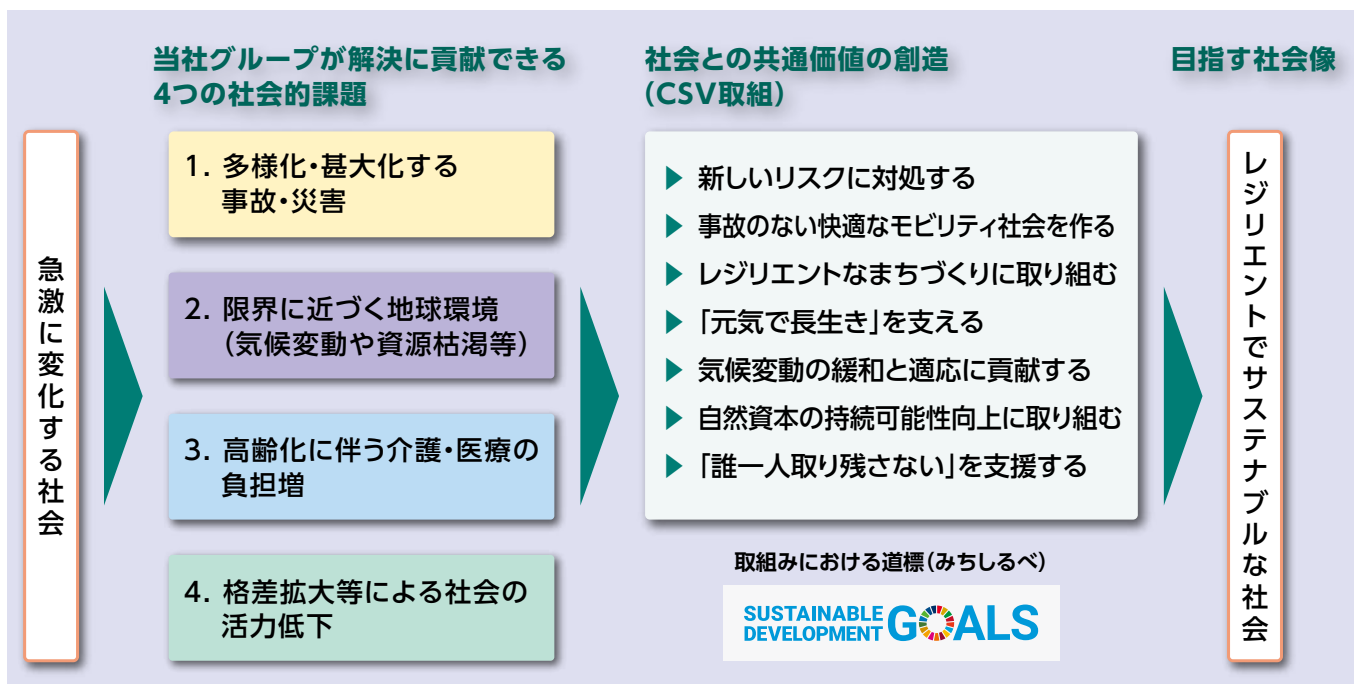 急激に変化する社会
当社グループが解決に貢献できる
4つの社会的課題
1. 多様化・甚大化する
事故・災害
2. 限界に近づく地球環境
（気候変動や資源枯渇等）
3. 高齢化に伴う介護・医療の
負担増
4. 格差拡大等による社会の
活力低下
社会との共通価値の創造
（CSV取組）
▶ 新しいリスクに対処する
▶ 事故のない快適なモビリティ社会を作る
▶ レジリエントなまちづくりに取り組む
▶ 「元気で長生き」を支える
▶ 気候変動の緩和と適応に貢献する
▶ 自然資本の持続可能性向上に取り組む
▶ 「誰一人取り残さない」を支援する
取組みにおける道標（みちしるべ）
SUSTAINABLE
DEVELOPMENT GOALS
目指す社会像
レジリエントでサステナブルな社会